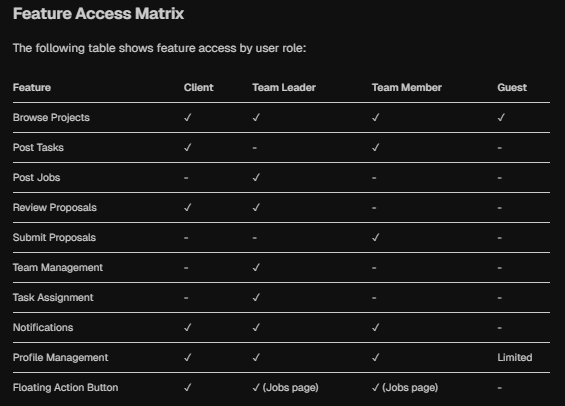 Feature Access Matrix
The following table shows feature access by user role:
Feature Client Team Leader Team Member Guest
Browse Projects ✓ ✓ ✓ ✓
Post Tasks ✓ - ✓ -
Post Jobs - ✓ - -
Review Proposals ✓ ✓ - -
Submit Proposals - - ✓ -
Team Management - ✓ - -
Task Assignment - ✓ - -
Notifications ✓ ✓ ✓ -
Profile Management ✓ ✓ ✓ Limited
Floating Action Button ✓ ✓ (Jobs page) ✓ (Jobs page) -